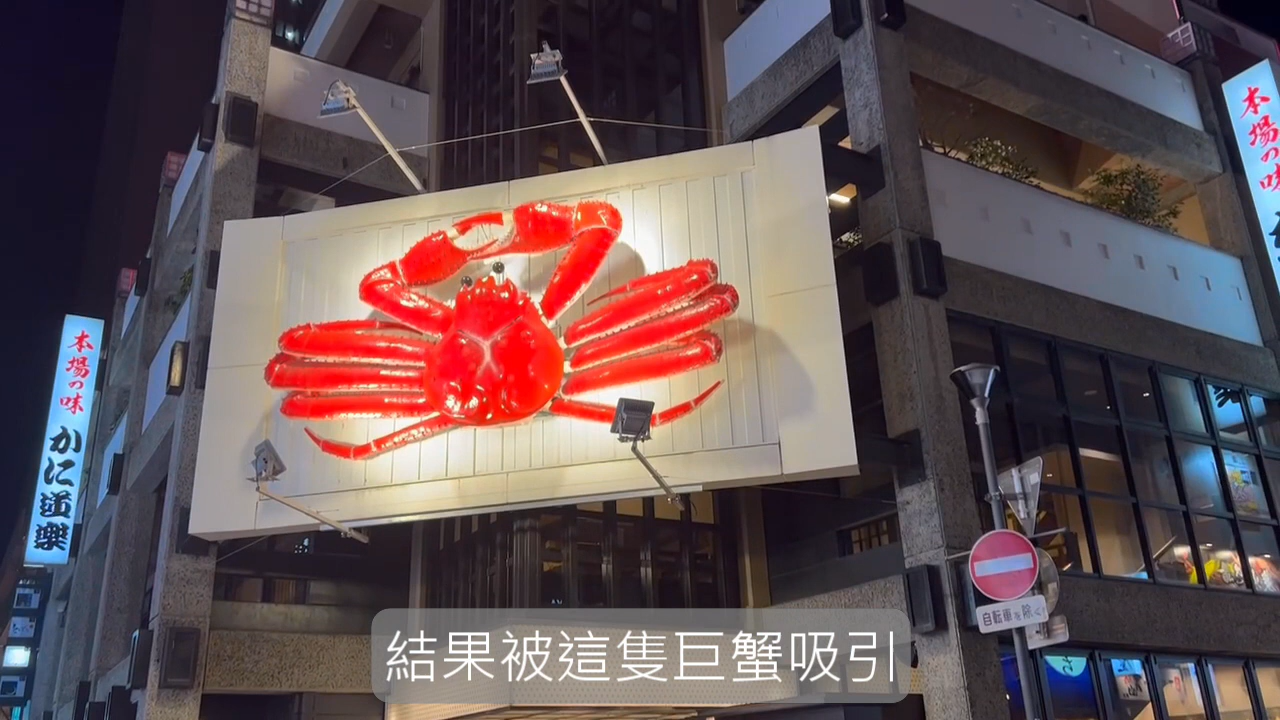 本場の味
かに道楽
本場の味
自転車を除く
結果被這隻巨蟹吸引